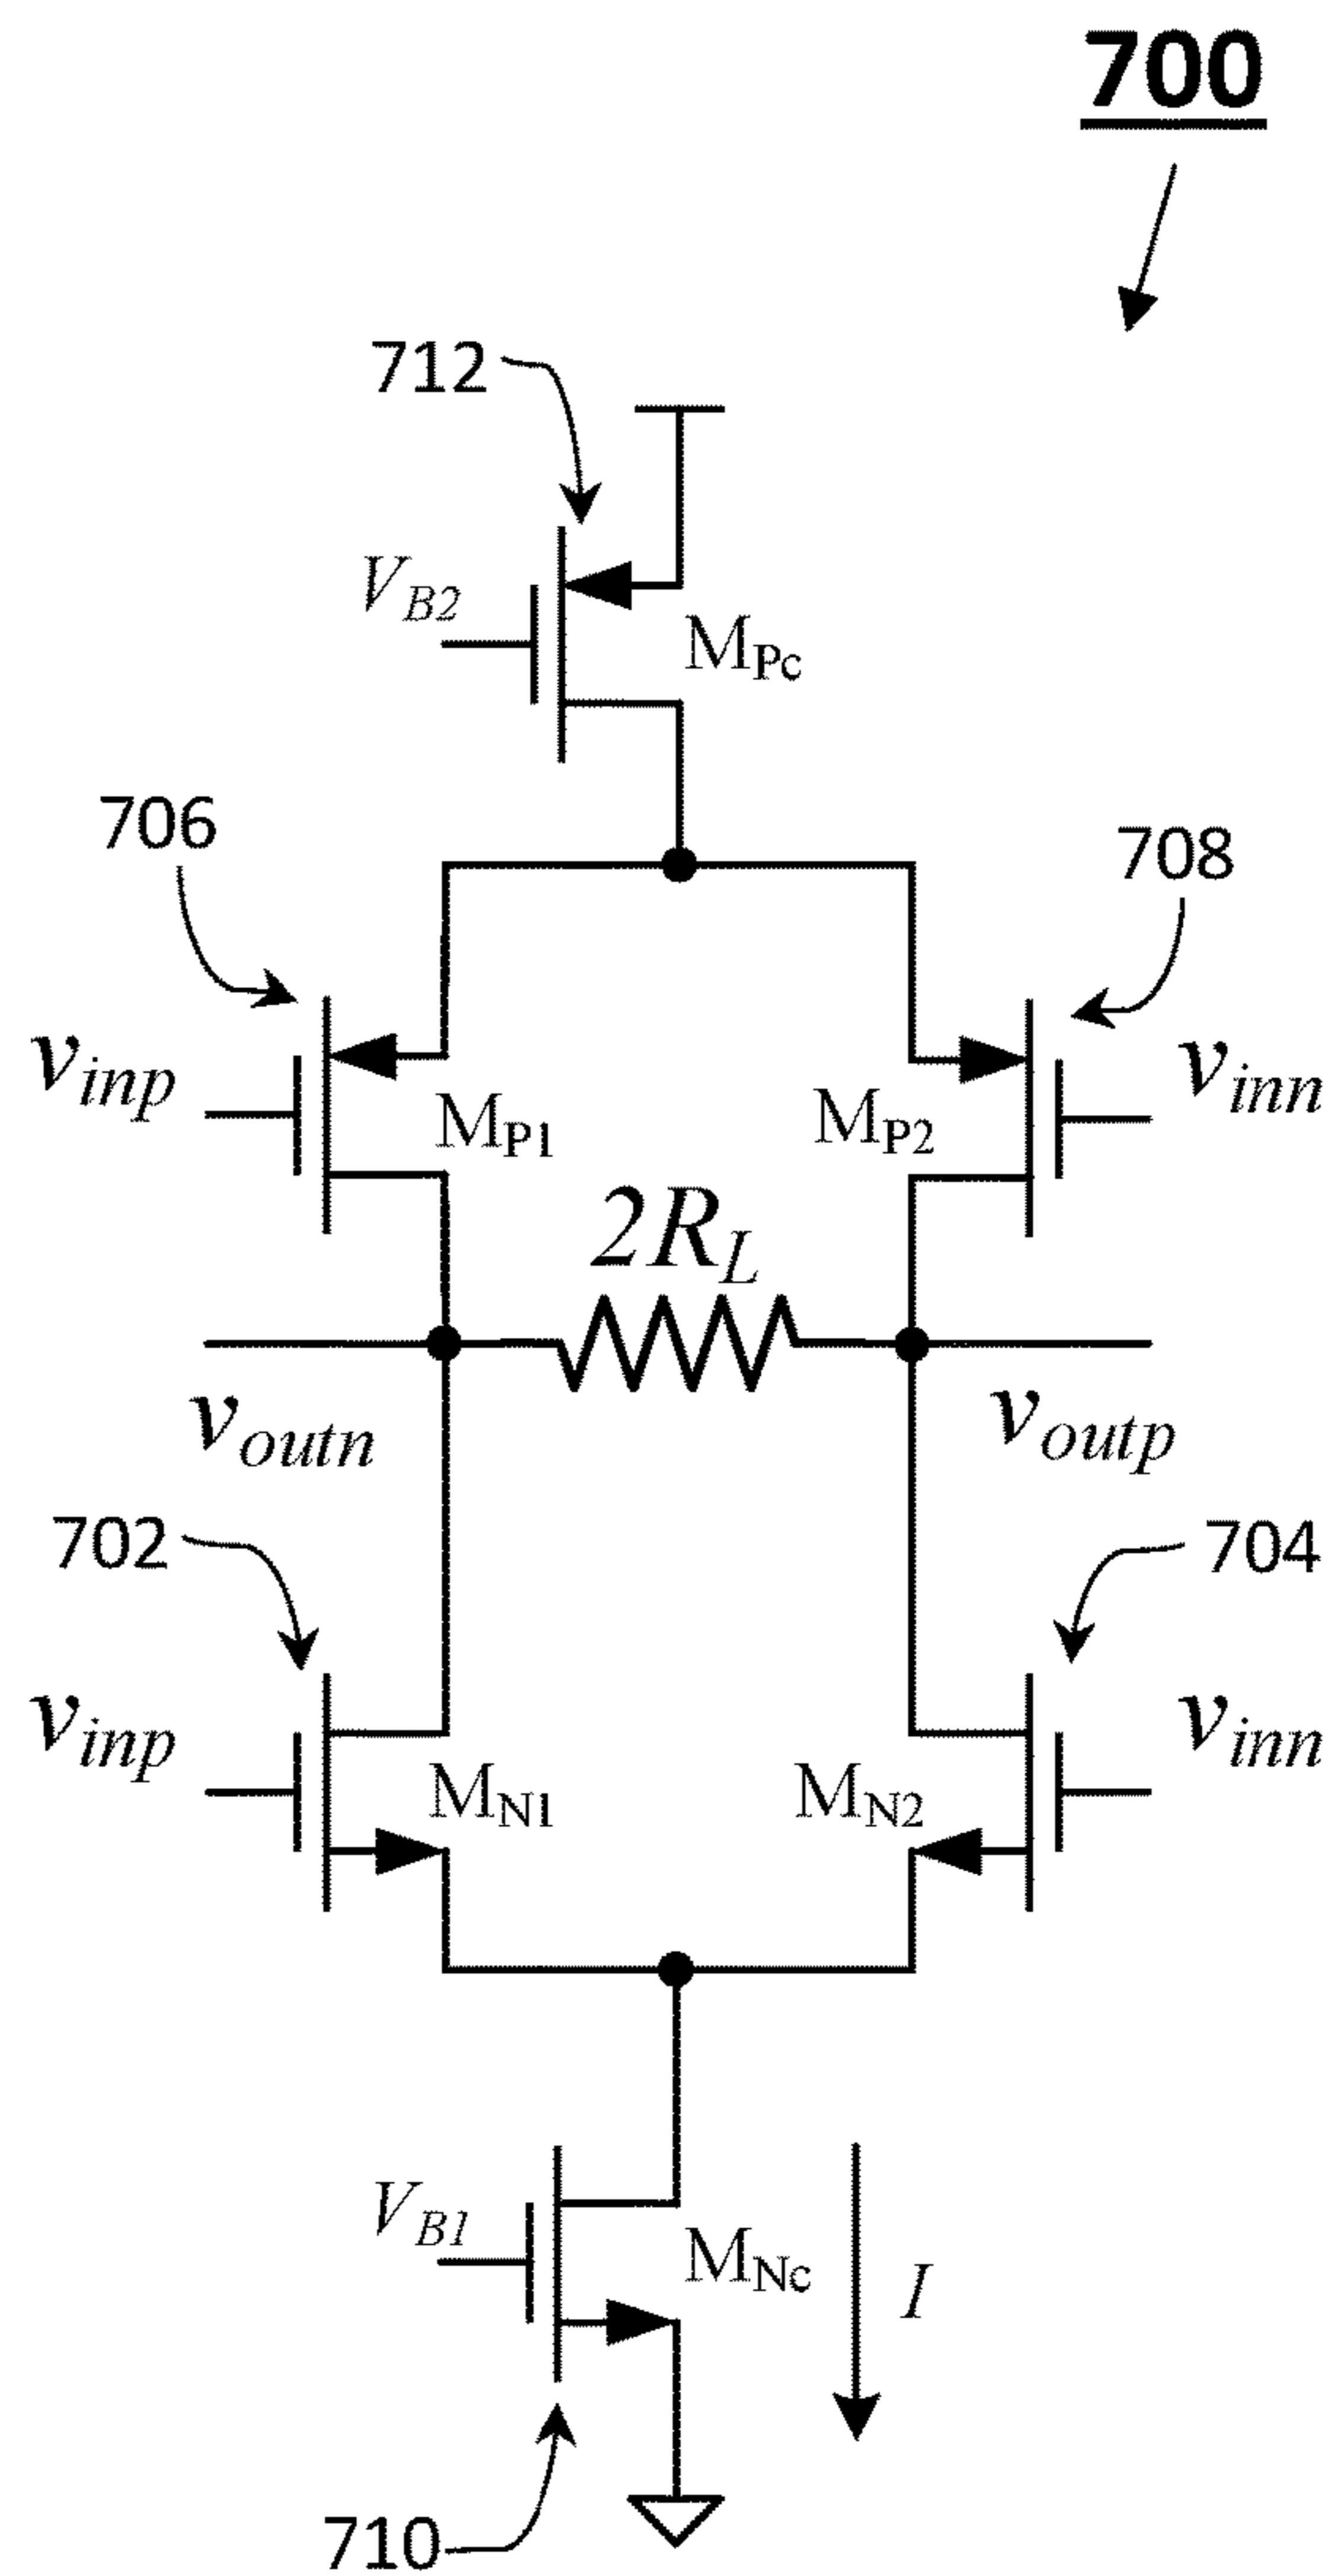 700
712
V_B2
M_Pc
706
708
v_inp
M_P1
M_P2
v_inn
2R_L
v_outn
v_outp
702
704
v_inp
M_N1
M_N2
v_inn
V_B1
M_Nc
I
710